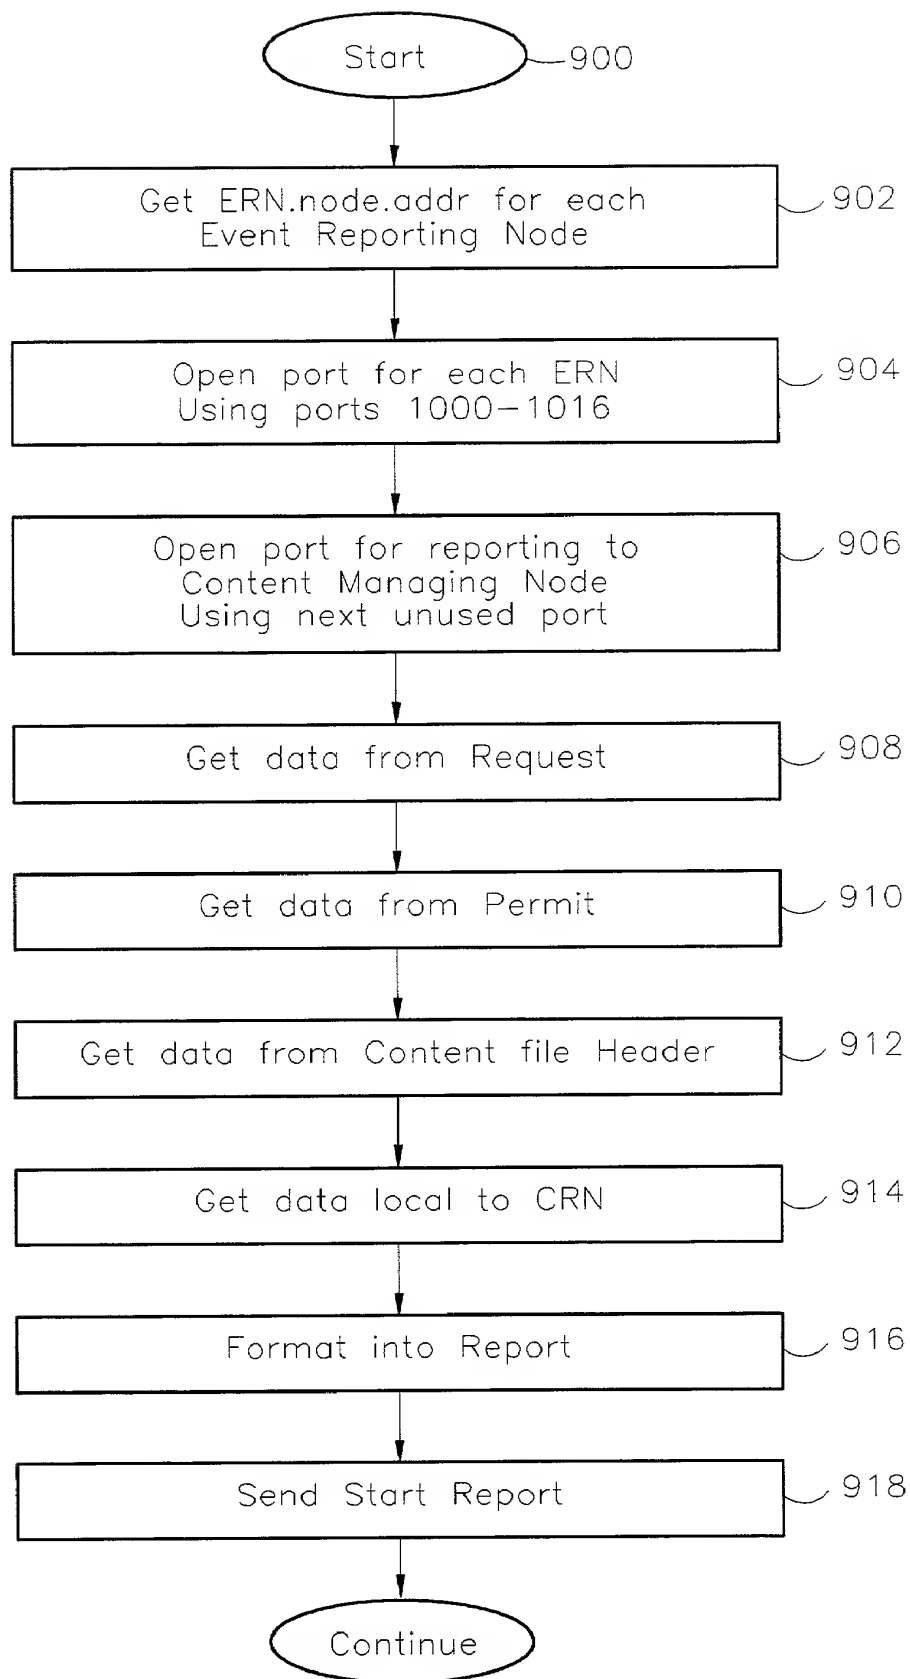 Start
900
Get ERN.node.addr for each
Event Reporting Node
902
Open port for each ERN
Using ports 1000-1016
904
Open port for reporting to
Content Managing Node
Using next unused port
906
Get data from Request
908
Get data from Permit
910
Get data from Content file Header
912
Get data local to CRN
914
Format into Report
916
Send Start Report
918
Continue